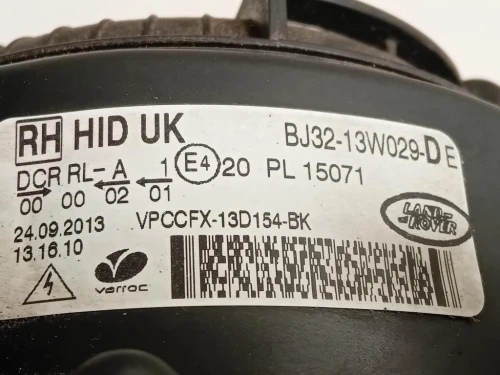 RH HID UK BJ32-13W029-D E
DCR RL- A 1 E4 20 PL 15071
00 00 02 01
24.09.2013 VPCCFX-13D154-BK
13.16.10
LAND-
ROVER
varroc